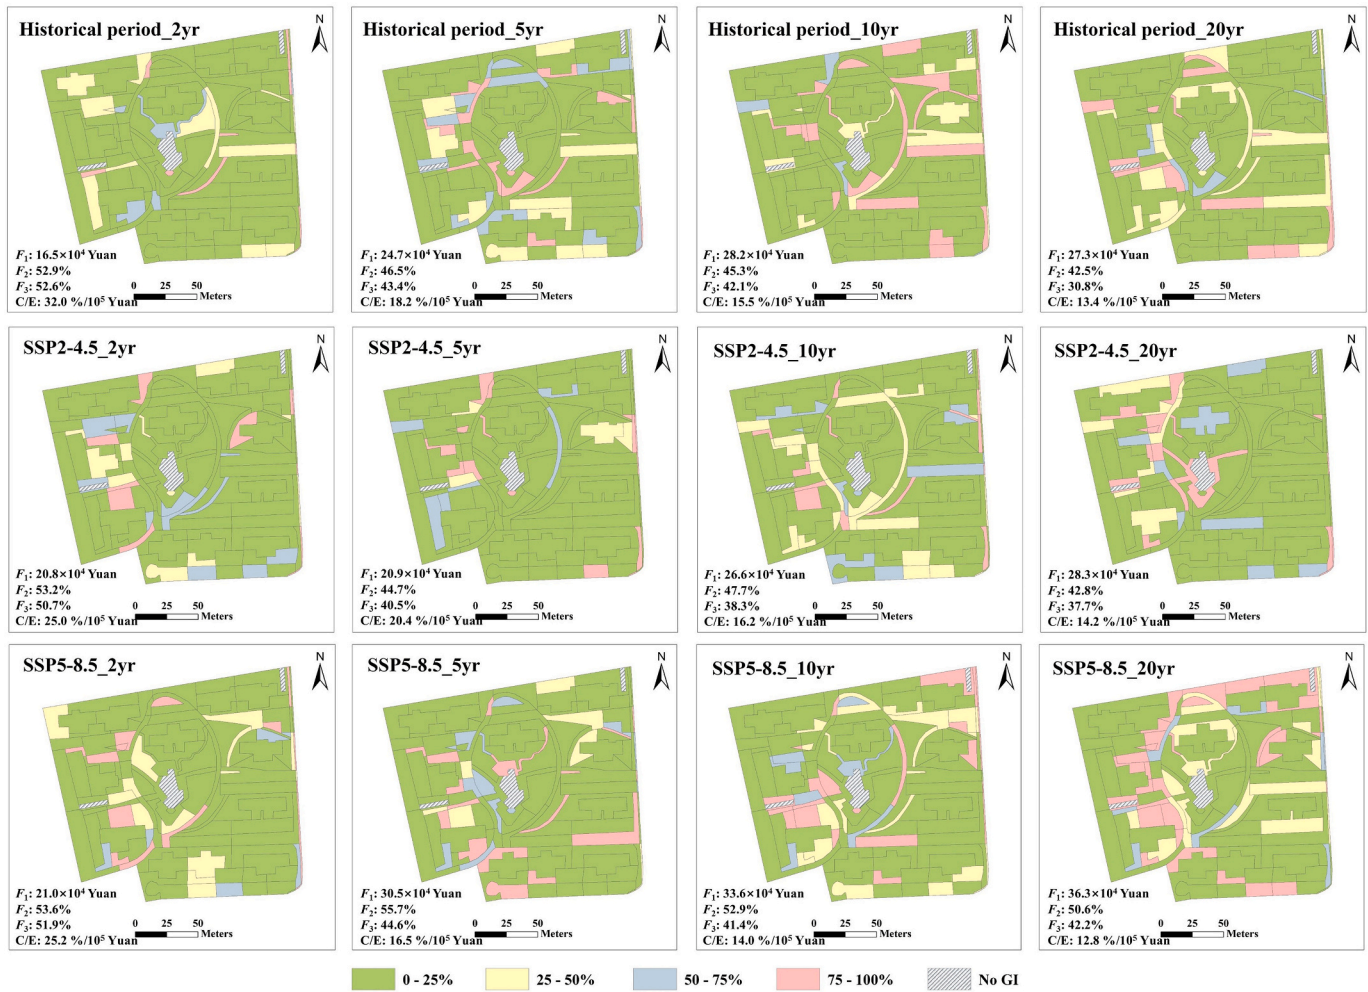 Historical period_2yr
N
F1: 16.5×10⁴ Yuan
F2: 52.9%
F3: 52.6%
C/E: 32.0 %/10⁵ Yuan
0 25 50
Meters
Historical period_5yr
N
F1: 24.7×10⁴ Yuan
F2: 46.5%
F3: 43.4%
C/E: 18.2 %/10⁵ Yuan
0 25 50
Meters
Historical period_10yr
N
F1: 28.2×10⁴ Yuan
F2: 45.3%
F3: 42.1%
C/E: 15.5 %/10⁵ Yuan
0 25 50
Meters
Historical period_20yr
N
F1: 27.3×10⁴ Yuan
F2: 42.5%
F3: 30.8%
C/E: 13.4 %/10⁵ Yuan
0 25 50
Meters
SSP2-4.5_2yr
N
F1: 20.8×10⁴ Yuan
F2: 53.2%
F3: 50.7%
C/E: 25.0 %/10⁵ Yuan
0 25 50
Meters
SSP2-4.5_5yr
N
F1: 20.9×10⁴ Yuan
F2: 44.7%
F3: 40.5%
C/E: 20.4 %/10⁵ Yuan
0 25 50
Meters
SSP2-4.5_10yr
N
F1: 26.6×10⁴ Yuan
F2: 47.7%
F3: 38.3%
C/E: 16.2 %/10⁵ Yuan
0 25 50
Meters
SSP2-4.5_20yr
N
F1: 28.3×10⁴ Yuan
F2: 42.8%
F3: 37.7%
C/E: 14.2 %/10⁵ Yuan
0 25 50
Meters
SSP5-8.5_2yr
N
F1: 21.0×10⁴ Yuan
F2: 53.6%
F3: 51.9%
C/E: 25.2 %/10⁵ Yuan
0 25 50
Meters
SSP5-8.5_5yr
N
F1: 30.5×10⁴ Yuan
F2: 55.7%
F3: 44.6%
C/E: 16.5 %/10⁵ Yuan
0 25 50
Meters
SSP5-8.5_10yr
N
F1: 33.6×10⁴ Yuan
F2: 52.9%
F3: 41.4%
C/E: 14.0 %/10⁵ Yuan
0 25 50
Meters
SSP5-8.5_20yr
N
F1: 36.3×10⁴ Yuan
F2: 50.6%
F3: 42.2%
C/E: 12.8 %/10⁵ Yuan
0 25 50
Meters
0 - 25% 25 - 50% 50 - 75% 75 - 100% No GI